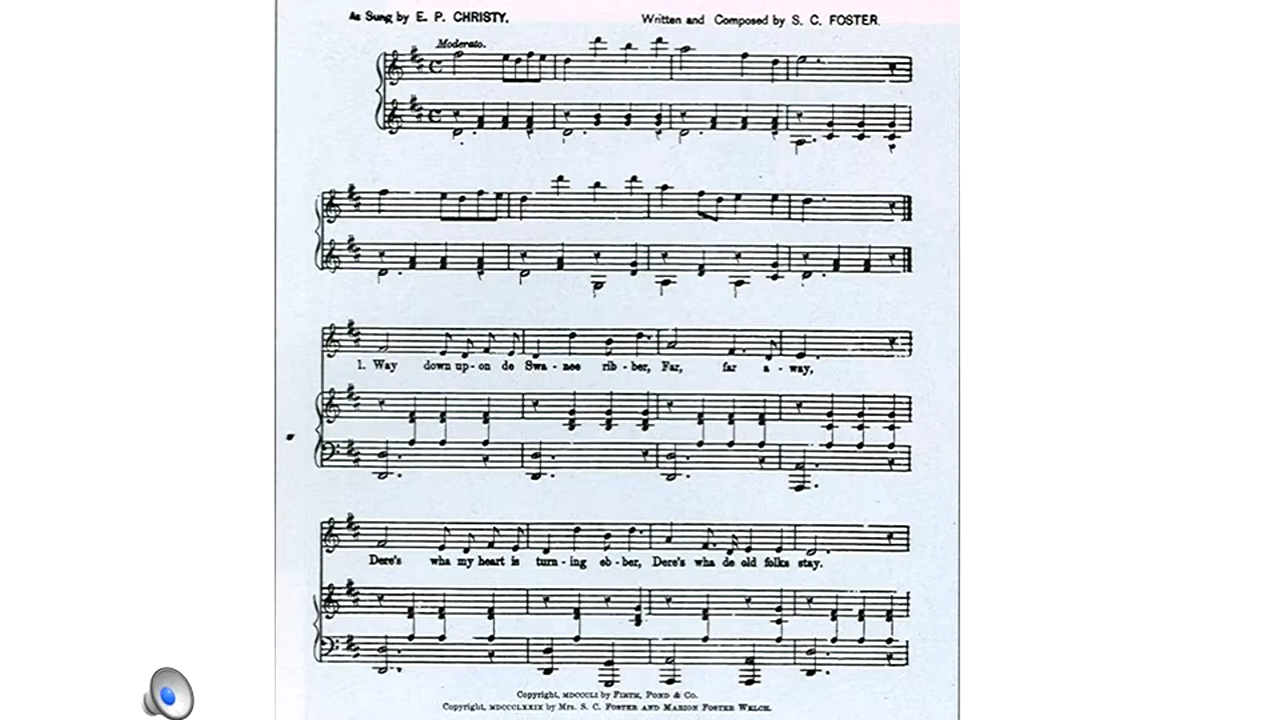 As Sung by E. P. CHRISTY. Written and Composed by S. C. FOSTER.
Moderato.
1. Way down up-on de Swa-nee rib-ber, Far, far a-way,
Dere's wha my heart is turn-ing eb-ber, Dere's wha de old folks stay.
Copyright, MDCCCLI by FIRTH, POND & Co.
Copyright, MDCCCLXXIX by Mrs. S. C. FOSTER AND MARION FOSTER WELCH.